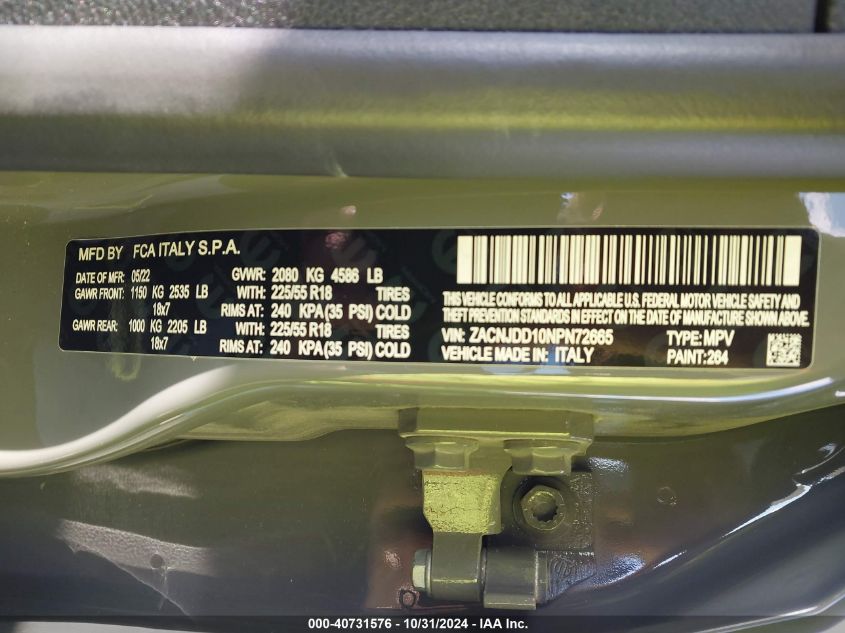 MFD BY FCA ITALY S.P.A.
DATE OF MFR: 05/22 GVWR: 2080 KG 4586 LB
GAWR FRONT: 1150 KG 2535 LB WITH: 225/55 R18 TIRES
18x7 RIMS AT: 240 KPA(35 PSI) COLD
GAWR REAR: 1000 KG 2205 LB WITH: 225/55 R18 TIRES
18x7 RIMS AT: 240 KPA(35 PSI) COLD
THIS VEHICLE CONFORMS TO ALL APPLICABLE U.S. FEDERAL MOTOR VEHICLE SAFETY AND
THEFT PREVENTION STANDARDS IN EFFECT ON THE DATE OF MANUFACTURE SHOWN ABOVE.
VIN: ZACNJDD10NPN72665 TYPE: MPV
VEHICLE MADE IN: ITALY PAINT: 264
000-40731576 - 10/31/2024 - IAA Inc.